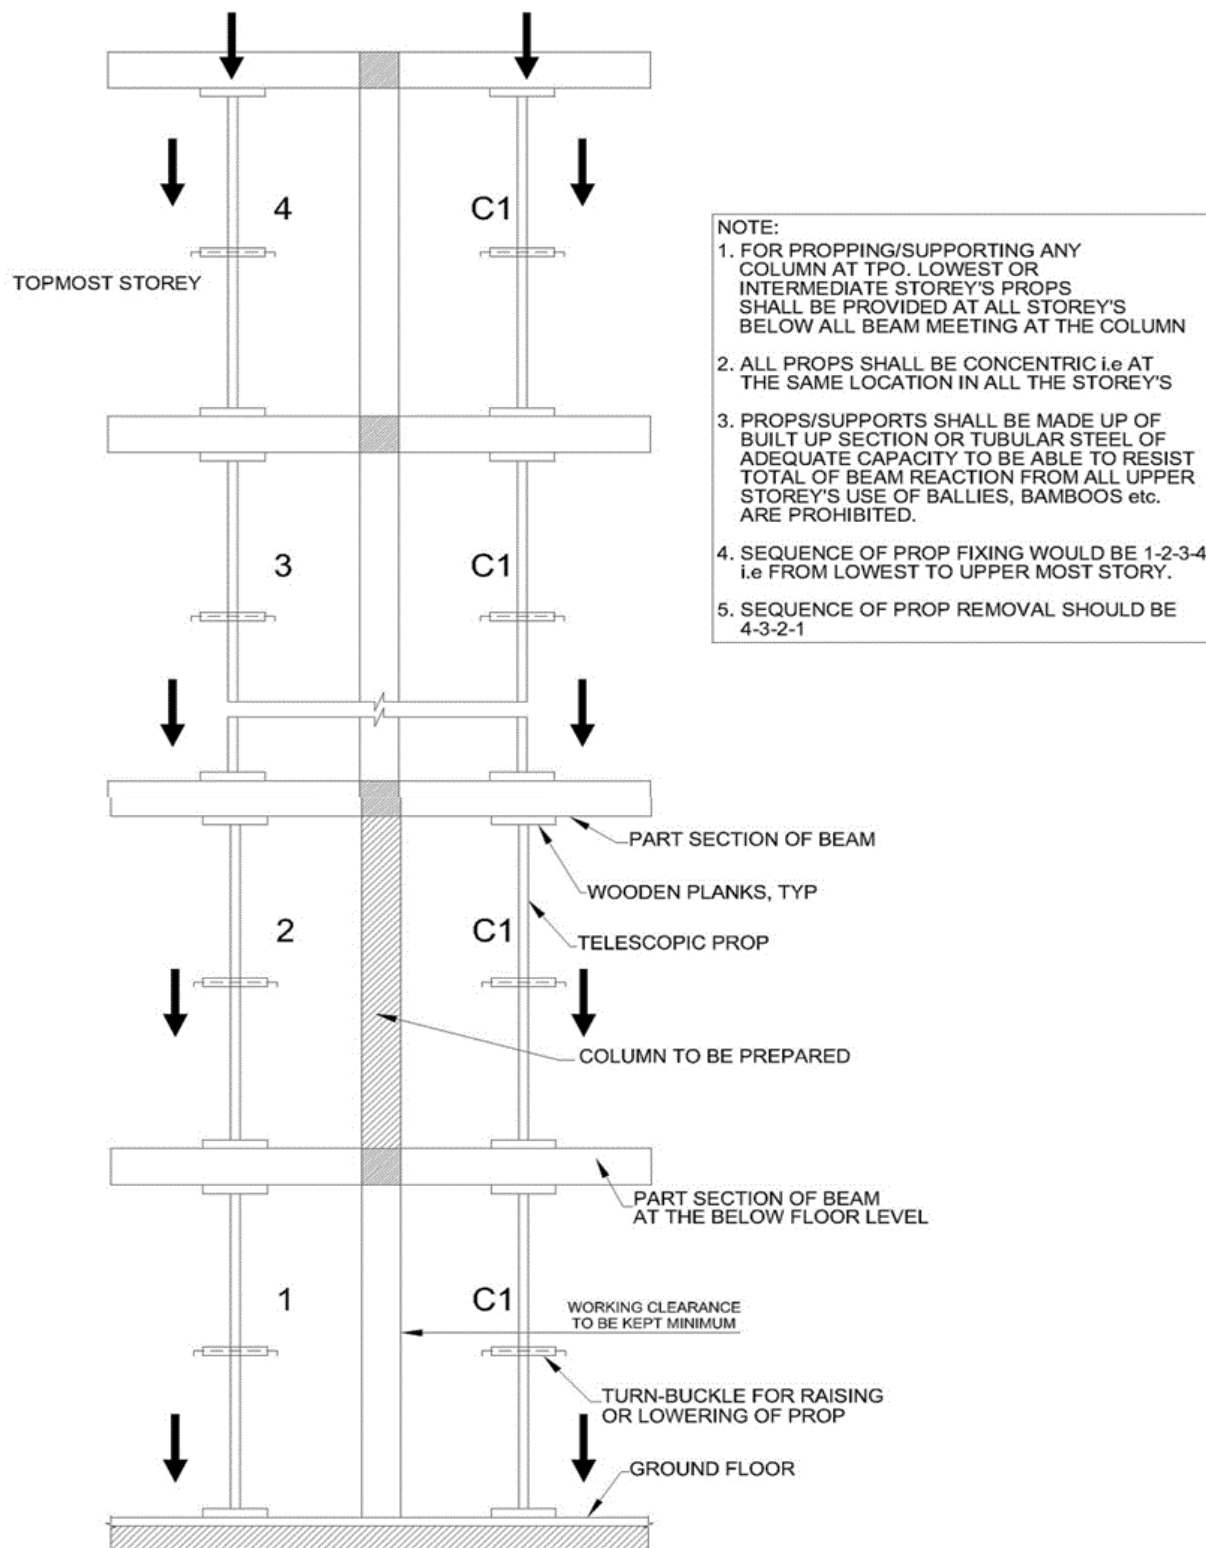 4
C1
TOPMOST STOREY
NOTE:
1. FOR PROPPING/SUPPORTING ANY
COLUMN AT TPO. LOWEST OR
INTERMEDIATE STOREY'S PROPS
SHALL BE PROVIDED AT ALL STOREY'S
BELOW ALL BEAM MEETING AT THE COLUMN
2. ALL PROPS SHALL BE CONCENTRIC i.e AT
THE SAME LOCATION IN ALL THE STOREY'S
3. PROPS/SUPPORTS SHALL BE MADE UP OF
BUILT UP SECTION OR TUBULAR STEEL OF
ADEQUATE CAPACITY TO BE ABLE TO RESIST
TOTAL OF BEAM REACTION FROM ALL UPPER
STOREY'S USE OF BALLIES, BAMBOOS etc.
ARE PROHIBITED.
4. SEQUENCE OF PROP FIXING WOULD BE 1-2-3-4
i.e FROM LOWEST TO UPPER MOST STORY.
5. SEQUENCE OF PROP REMOVAL SHOULD BE
4-3-2-1
3
C1
PART SECTION OF BEAM
WOODEN PLANKS, TYP
2
C1
TELESCOPIC PROP
COLUMN TO BE PREPARED
PART SECTION OF BEAM
AT THE BELOW FLOOR LEVEL
1
C1
WORKING CLEARANCE
TO BE KEPT MINIMUM
TURN-BUCKLE FOR RAISING
OR LOWERING OF PROP
GROUND FLOOR